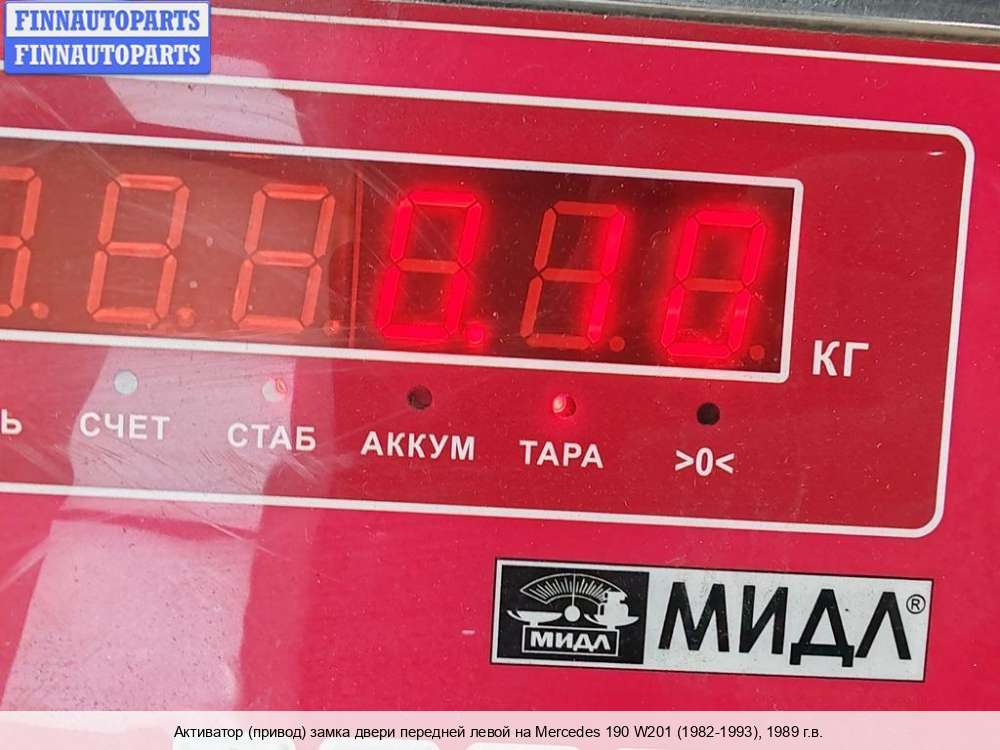 FINNAUTOPARTS
FINNAUTOPARTS
0.10
КГ
Ь СЧЕТ СТАБ АККУМ ТАРА >0<
МИДЛ МИДЛ®
Активатор (привод) замка двери передней левой на Mercedes 190 W201 (1982-1993), 1989 г.в.